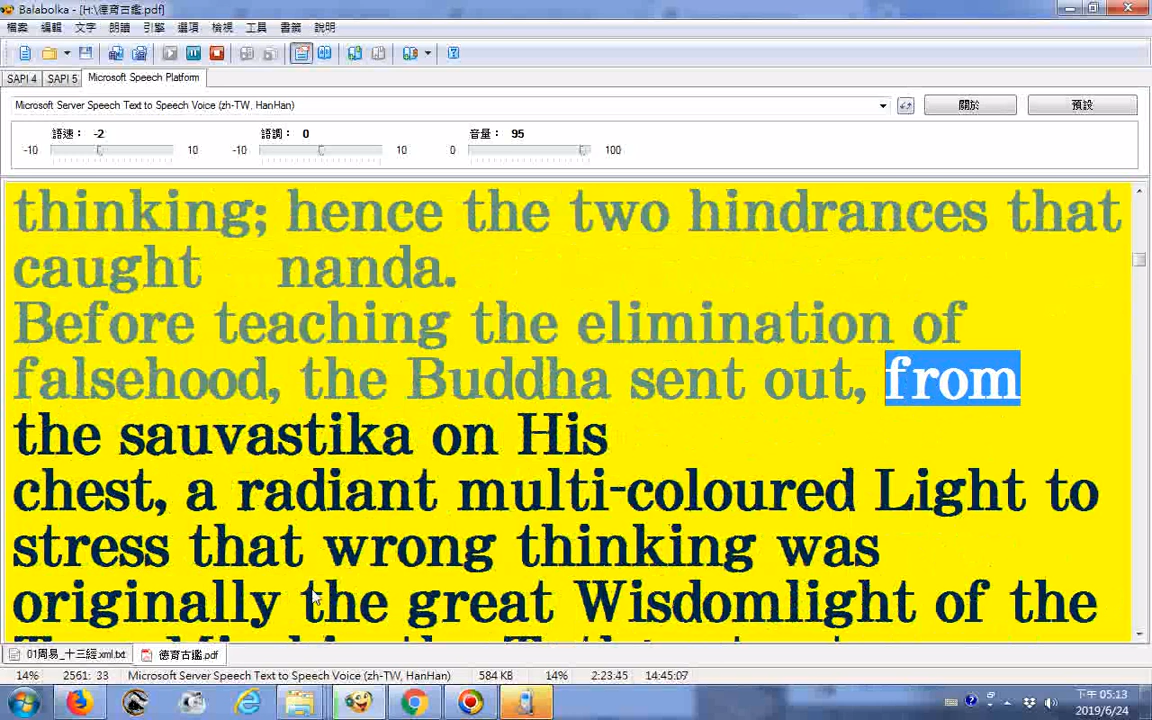 Balabolka - [H:\德育古鑑.pdf]
檔案 編輯 文字 朗讀 引擎 選項 檢視 工具 書籤 說明
SAPI 4 SAPI 5 Microsoft Speech Platform
Microsoft Server Speech Text to Speech Voice (zh-TW, HanHan) 關於 預設
語速： -2 語調： 0 音量： 95
-10 10 -10 10 0 100
thinking; hence the two hindrances that
caught nanda.
Before teaching the elimination of
falsehood, the Buddha sent out, from
the sauvastika on His
chest, a radiant multi-coloured Light to
stress that wrong thinking was
originally the great Wisdomlight of the
01周易_十三經.xml.txt 德育古鑑.pdf
14% 2561: 33 Microsoft Server Speech Text to Speech Voice (zh-TW, HanHan) 584 KB 14% 2:23:45 14:45:07
下午 05:13
2019/6/24